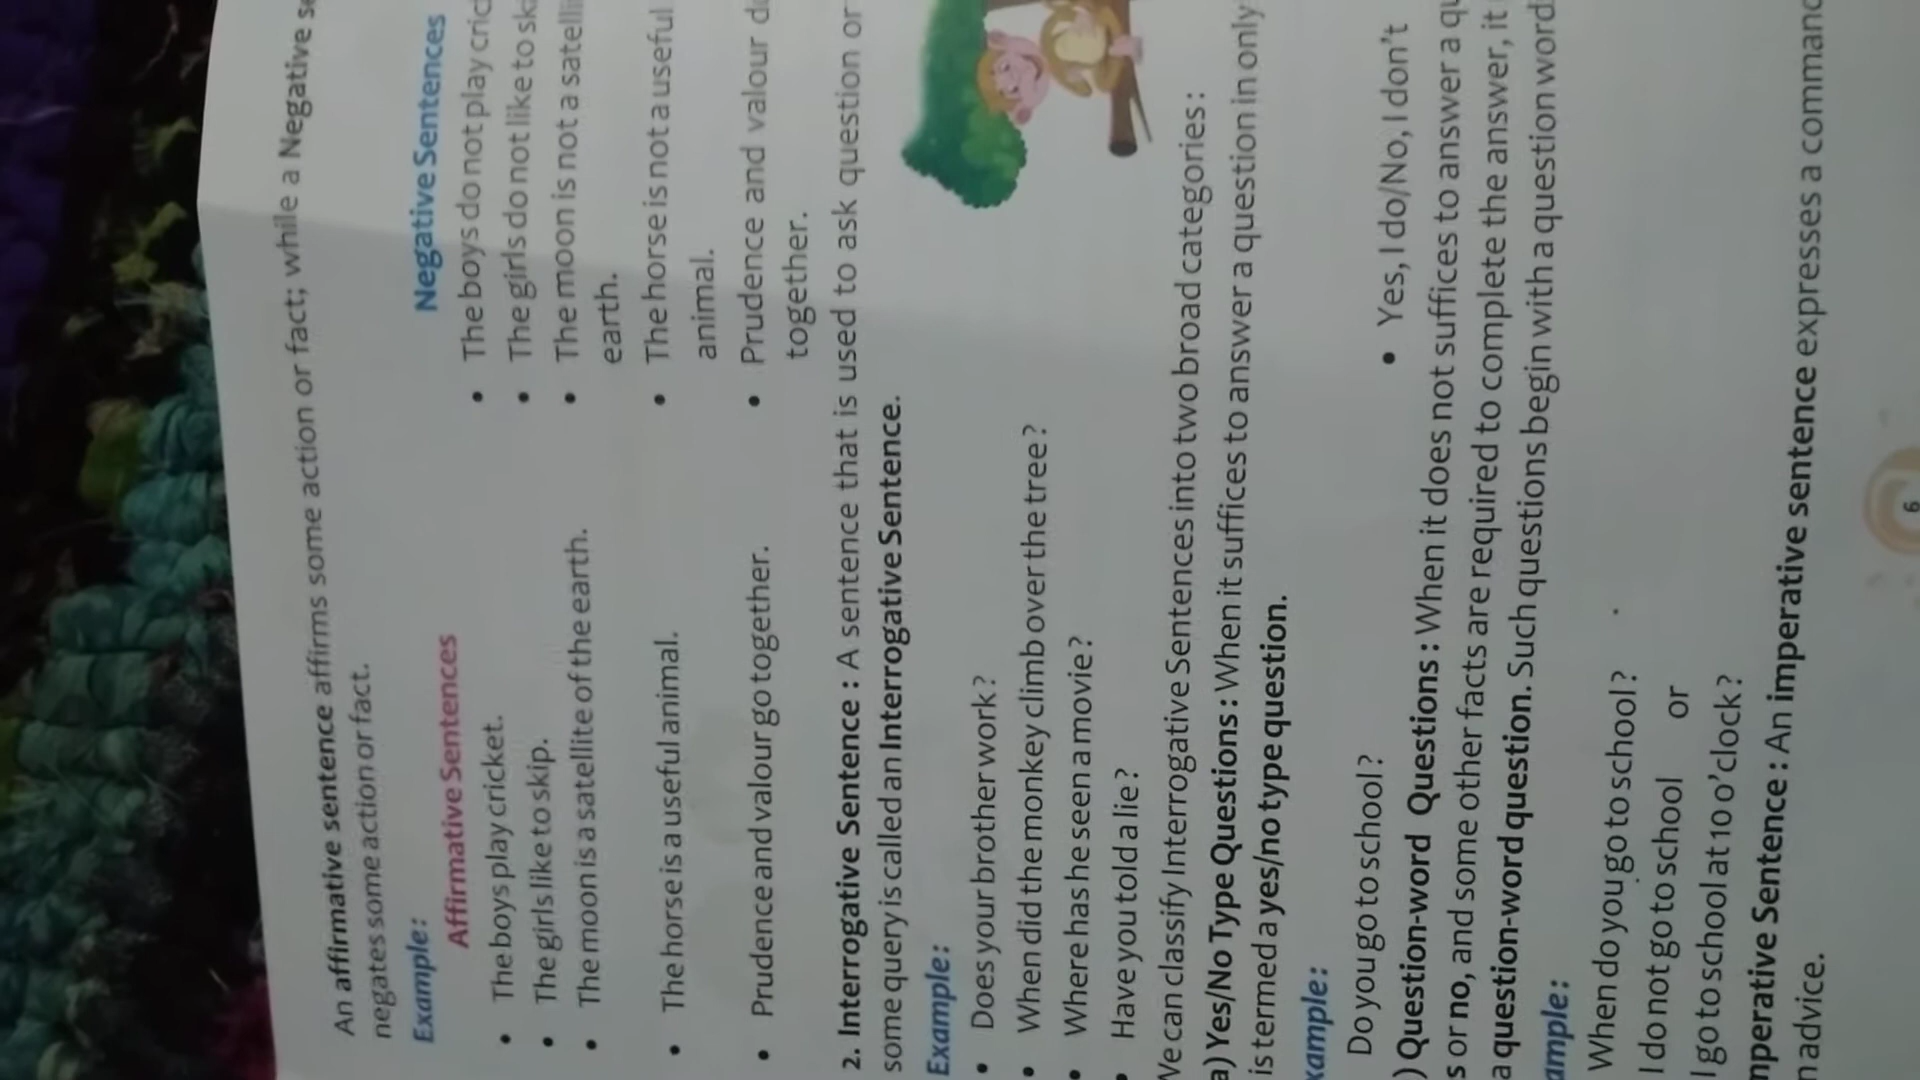 An affirmative sentence affirms some action or fact; while a Negative
negates some action or fact.
Example:
Affirmative Sentences
Negative Sentences
• The boys play cricket.
• The boys do not play
• The girls like to skip.
• The girls do not like to
• The moon is a satellite of the earth.
• The moon is not a
earth.
• The horse is a useful animal.
• The horse is not a useful
animal.
• Prudence and valour go together.
• Prudence and valour
together.
2. Interrogative Sentence : A sentence that is used to ask question or
some query is called an Interrogative Sentence.
Example:
• Does your brother work?
• When did the monkey climb over the tree?
• Where has he seen a movie?
• Have you told a lie?
We can classify Interrogative Sentences into two broad categories :
a) Yes/No Type Questions : When it suffices to answer a question in only
is termed a yes/no type question.
Do you go to school?
• Yes, I do/No, I don't
) Question-word Questions : When it does not suffices to answer a
or no, and some other facts are required to complete the answer, it
a question-word question. Such questions begin with a question word
When do you go to school?
I do not go to school or
I go to school at 10 o'clock?
Sentence : An imperative sentence expresses a
advice.
6